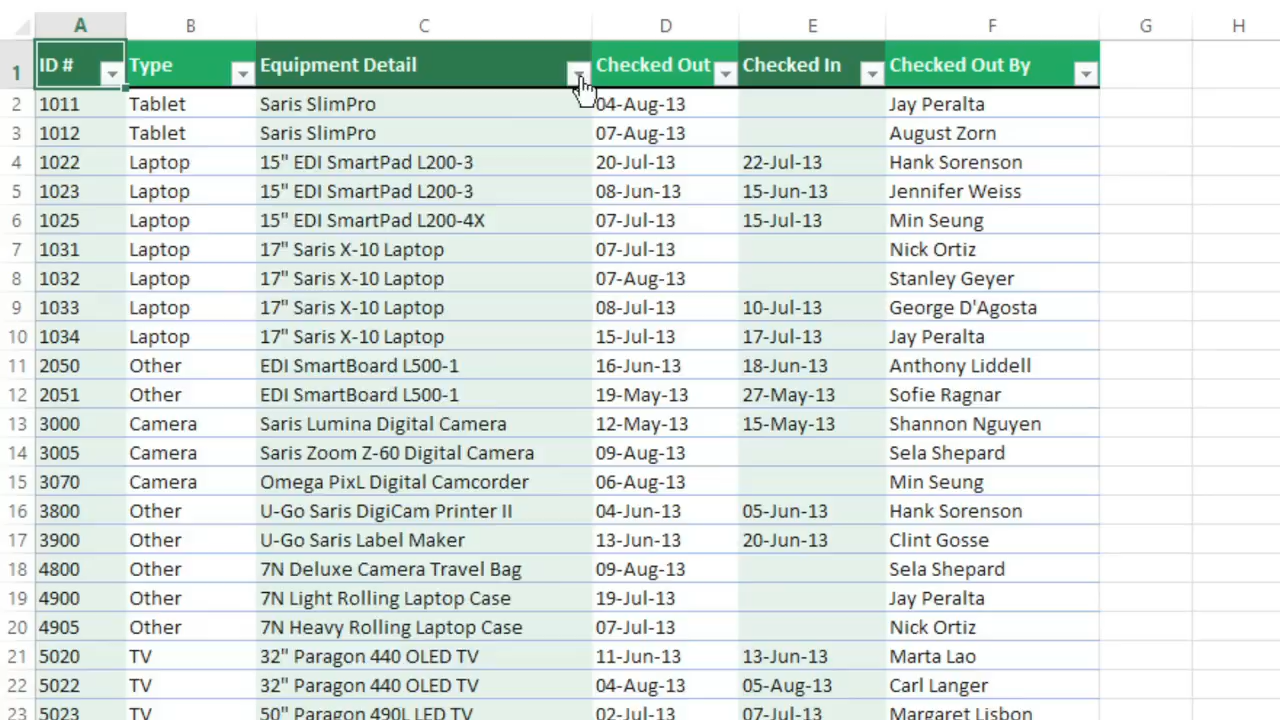 A B C D E F G H
1 ID # Type Equipment Detail Checked Out Checked In Checked Out By
2 1011 Tablet Saris SlimPro 04-Aug-13 Jay Peralta
3 1012 Tablet Saris SlimPro 07-Aug-13 August Zorn
4 1022 Laptop 15" EDI SmartPad L200-3 20-Jul-13 22-Jul-13 Hank Sorenson
5 1023 Laptop 15" EDI SmartPad L200-3 08-Jun-13 15-Jun-13 Jennifer Weiss
6 1025 Laptop 15" EDI SmartPad L200-4X 07-Jul-13 15-Jul-13 Min Seung
7 1031 Laptop 17" Saris X-10 Laptop 07-Jul-13 Nick Ortiz
8 1032 Laptop 17" Saris X-10 Laptop 07-Aug-13 Stanley Geyer
9 1033 Laptop 17" Saris X-10 Laptop 08-Jul-13 10-Jul-13 George D'Agosta
10 1034 Laptop 17" Saris X-10 Laptop 15-Jul-13 17-Jul-13 Jay Peralta
11 2050 Other EDI SmartBoard L500-1 16-Jun-13 18-Jun-13 Anthony Liddell
12 2051 Other EDI SmartBoard L500-1 19-May-13 27-May-13 Sofie Ragnar
13 3000 Camera Saris Lumina Digital Camera 12-May-13 15-May-13 Shannon Nguyen
14 3005 Camera Saris Zoom Z-60 Digital Camera 09-Aug-13 Sela Shepard
15 3070 Camera Omega PixL Digital Camcorder 06-Aug-13 Min Seung
16 3800 Other U-Go Saris DigiCam Printer II 04-Jun-13 05-Jun-13 Hank Sorenson
17 3900 Other U-Go Saris Label Maker 13-Jun-13 20-Jun-13 Clint Gosse
18 4800 Other 7N Deluxe Camera Travel Bag 09-Aug-13 Sela Shepard
19 4900 Other 7N Light Rolling Laptop Case 19-Jul-13 Jay Peralta
20 4905 Other 7N Heavy Rolling Laptop Case 07-Jul-13 Nick Ortiz
21 5020 TV 32" Paragon 440 OLED TV 11-Jun-13 13-Jun-13 Marta Lao
22 5022 TV 32" Paragon 440 OLED TV 04-Aug-13 05-Aug-13 Carl Langer
23 5023 TV 50" Paragon 490L LED TV 02-Jul-13 07-Jul-13 Margaret Lisbon